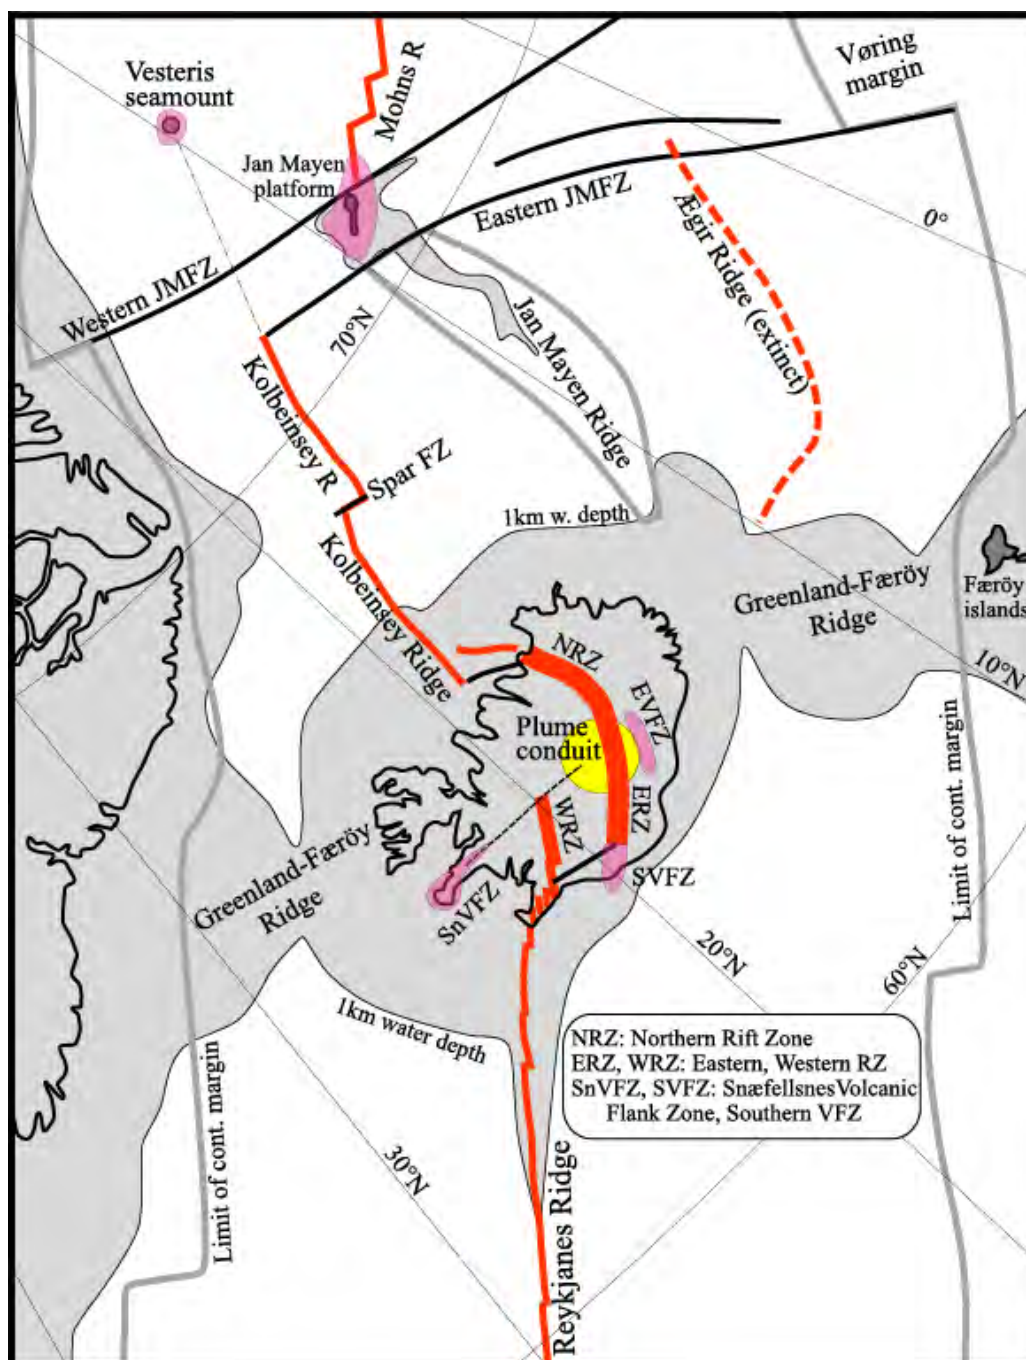 Vøring
margin
Vesteris
seamount
Mohns R
Jan Mayen
platform
Eastern JMFZ
Western JMFZ
0°
Ægir Ridge (extinct)
70°N
Jan Mayen Ridge
Kolbeinsey R
Spar FZ
1km w. depth
Kolbeinsey Ridge
Greenland-Færöy
Ridge
Færöy
islands
10°N
NRZ
EVFZ
Plume
conduit
WRZ
ERZ
SVFZ
SnVFZ
Greenland-Færöy
Ridge
Limit of cont. margin
20°N
60°N
1km water depth
NRZ: Northern Rift Zone
ERZ, WRZ: Eastern, Western RZ
SnVFZ, SVFZ: SnæfellsnesVolcanic
Flank Zone, Southern VFZ
Limit of cont. margin
30°N
Reykjanes Ridge